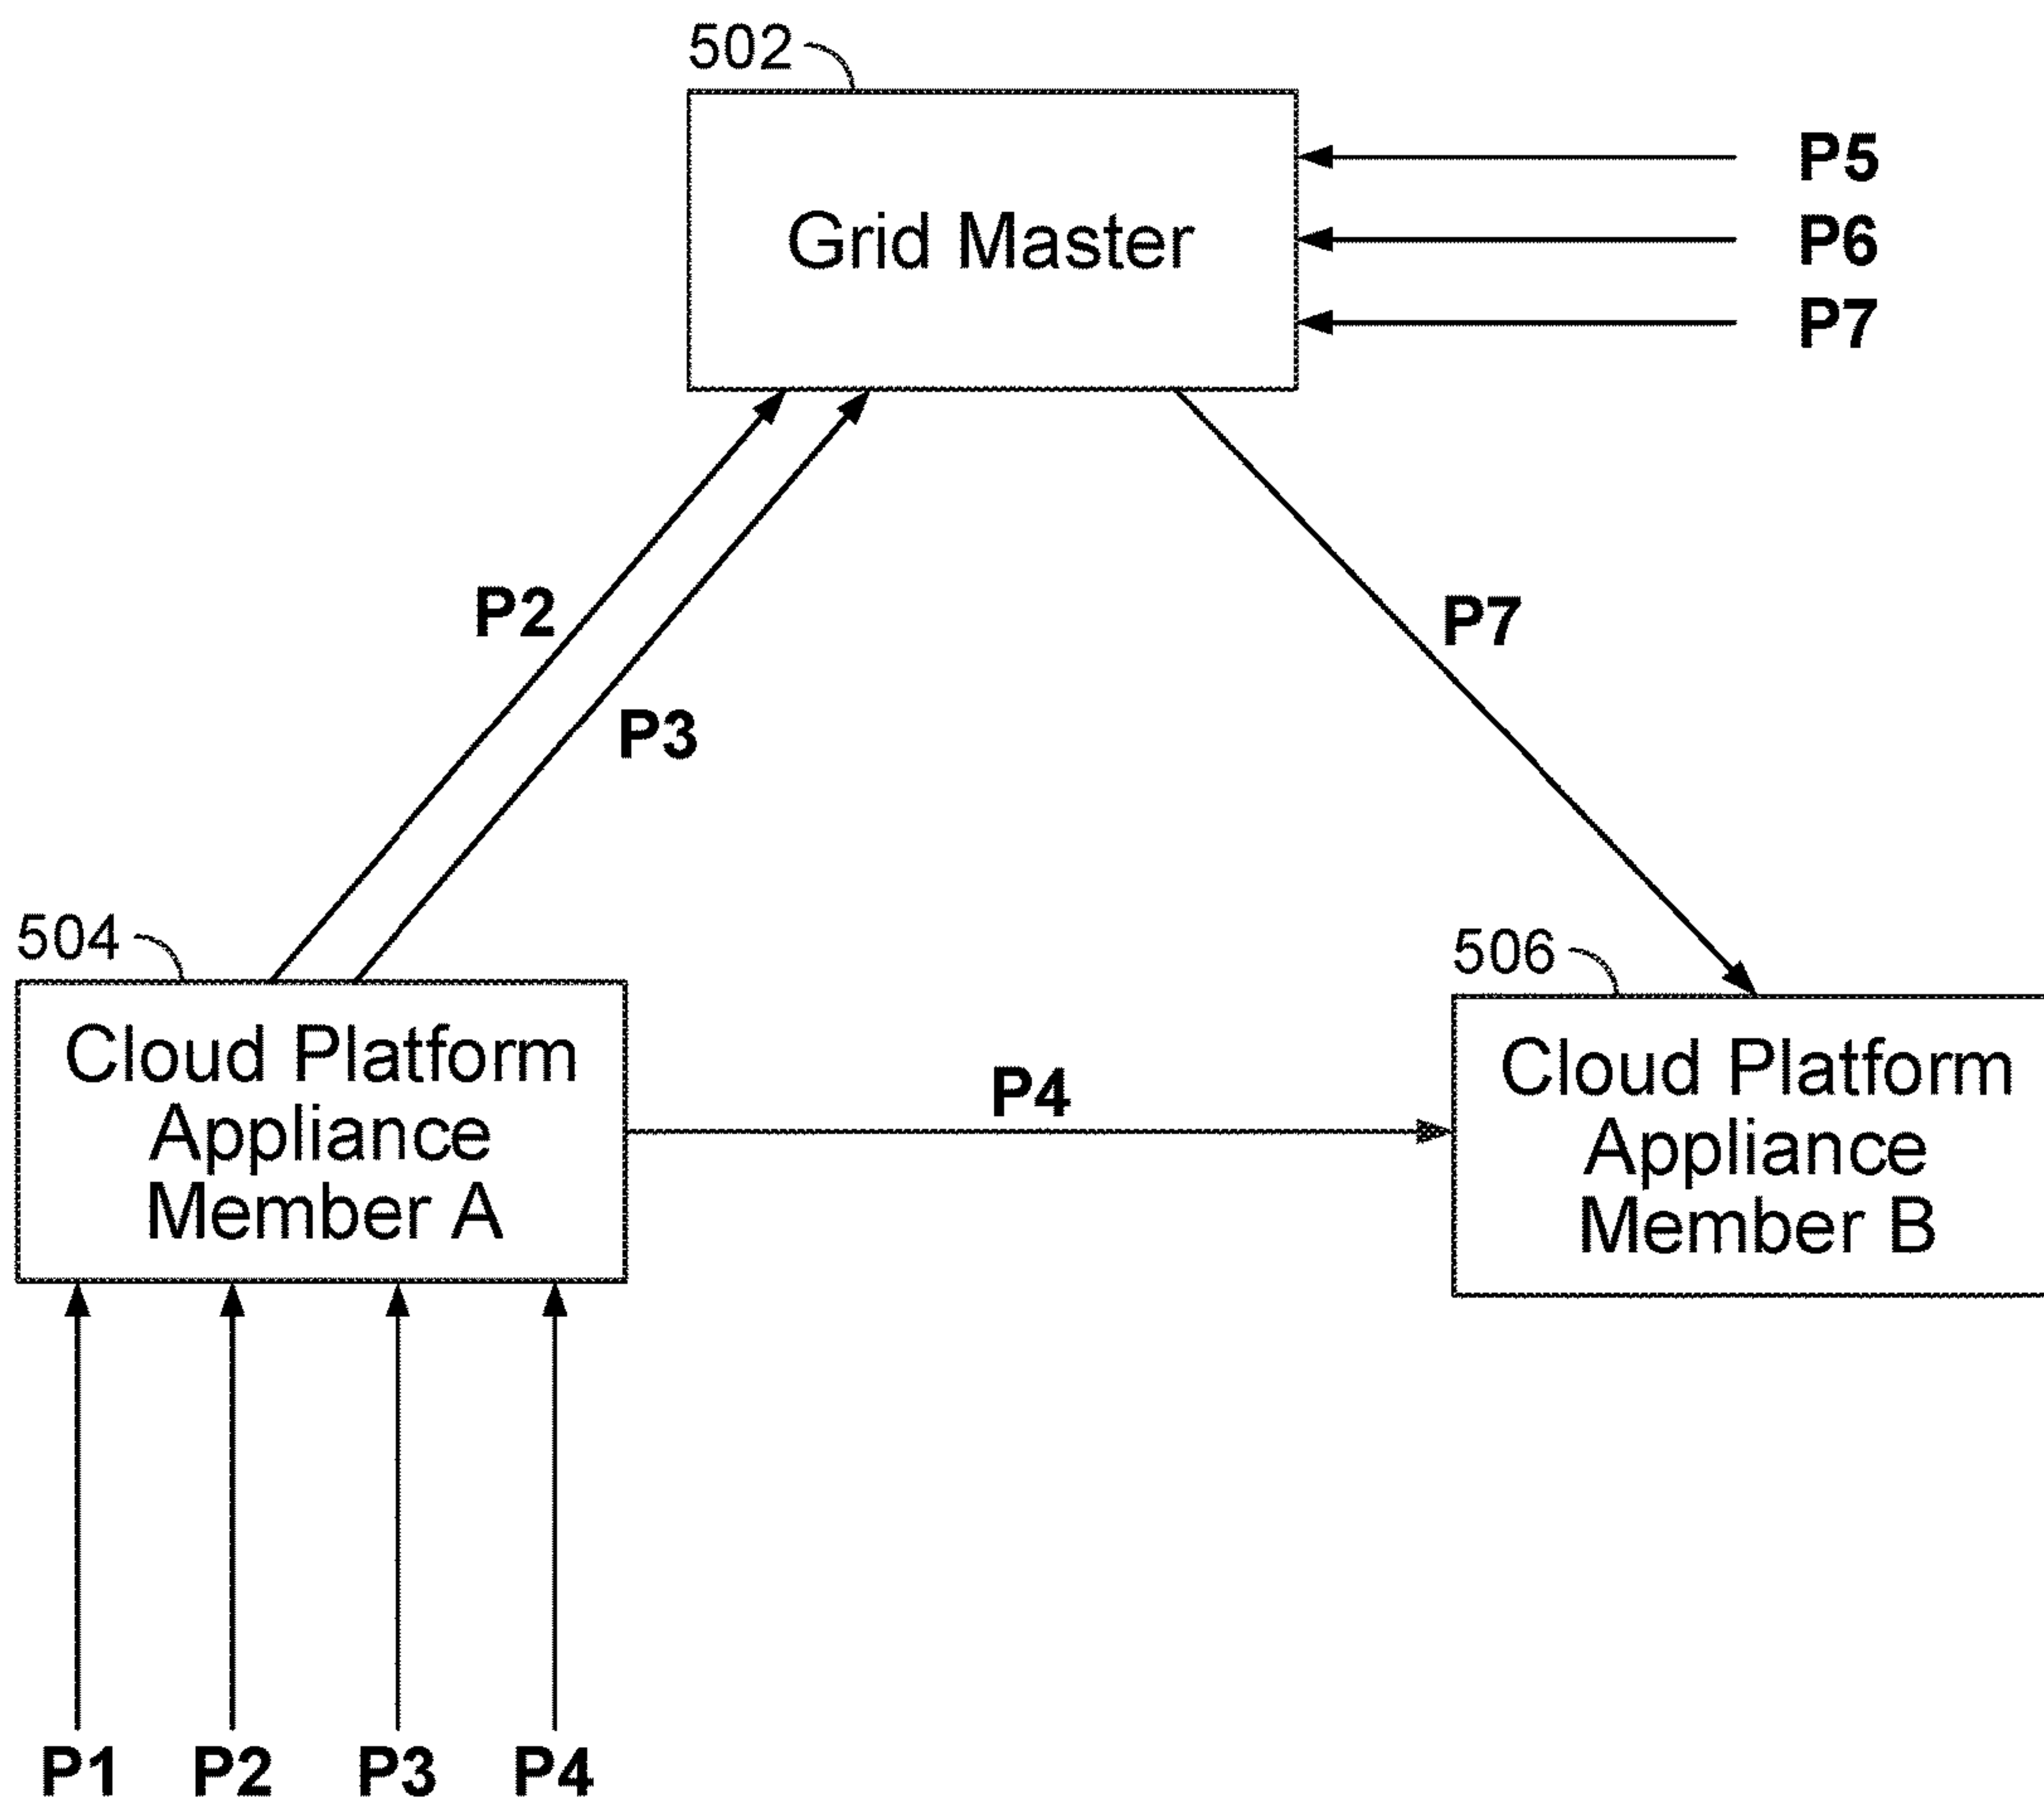 502
Grid Master
P5
P6
P7
P2
P3
P7
504
Cloud Platform
Appliance
Member A
P4
506
Cloud Platform
Appliance
Member B
P1
P2
P3
P4